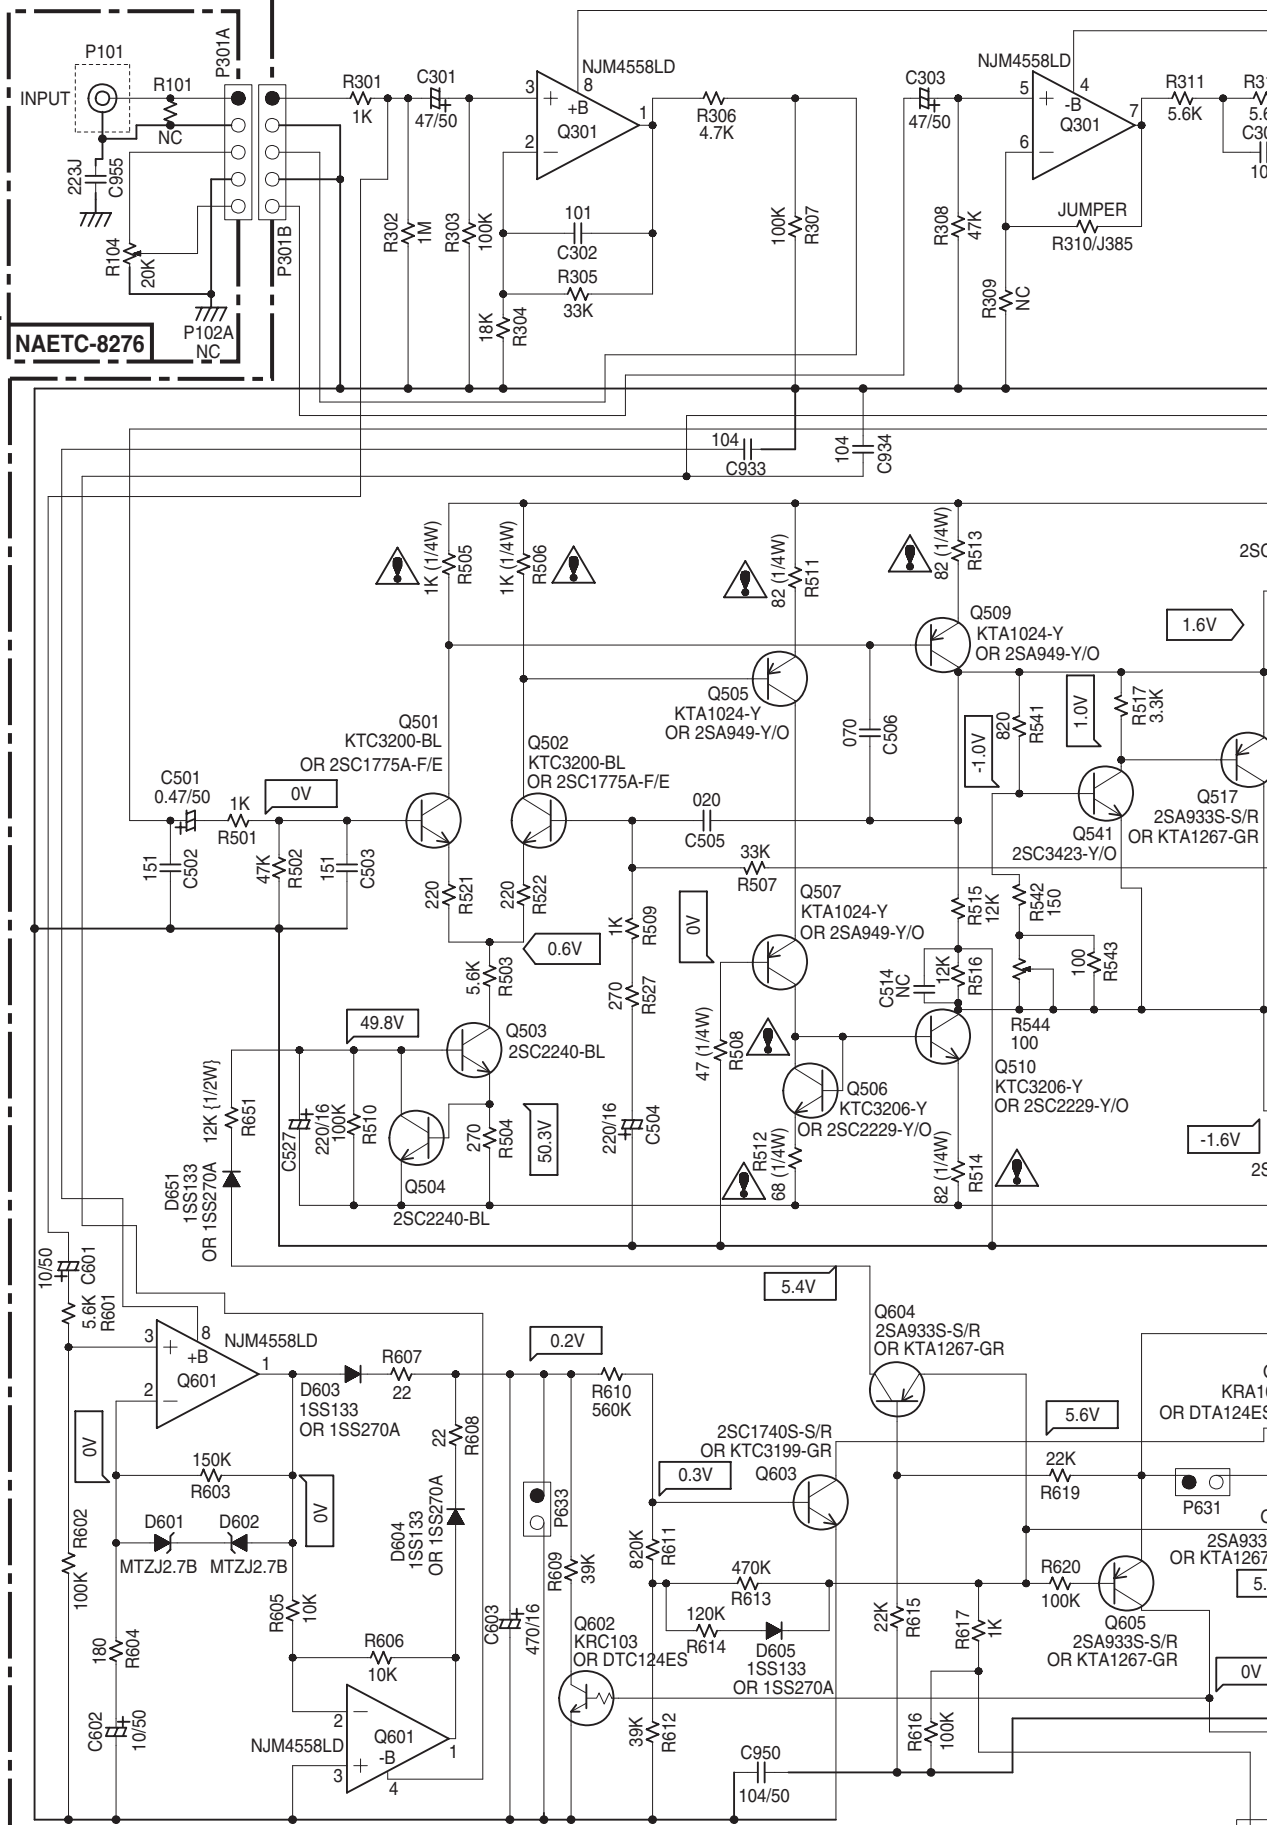 P101
INPUT
R101
NC
P301A
223J
C955
R104
20K
P102A
NC
NAETC-8276
P301B
R301
1K
C301
47/50
+
R302
1M
R303
100K
NJM4558LD
3
+
8
+B
Q301
1
2
−
101
C302
R305
33K
18K
R304
R306
4.7K
100K
R307
C303
47/50
+
R308
47K
NJM4558LD
5
+
4
-B
Q301
7
6
−
JUMPER
R310/J385
R309
NC
R311
5.6K
104
C933
104
C934
1K (1/4W)
R505
1K (1/4W)
R506
82 (1/4W)
R511
82 (1/4W)
R513
Q509
KTA1024-Y
OR 2SA949-Y/O
1.6V
Q505
KTA1024-Y
OR 2SA949-Y/O
Q501
KTC3200-BL
OR 2SC1775A-F/E
Q502
KTC3200-BL
OR 2SC1775A-F/E
070
C506
-1.0V
820
R541
1.0V
R517
3.3K
C501
0.47/50
+
1K
R501
0V
151
C502
47K
R502
151
C503
020
C505
33K
R507
Q541
2SC3423-Y/O
Q517
2SA933S-S/R
OR KTA1267-GR
220
R521
220
R522
0.6V
1K
R509
0V
Q507
KTA1024-Y
OR 2SA949-Y/O
R515
12K
R542
150
5.6K
R503
270
R527
C514
NC
12K
R516
100
R543
R544
100
49.8V
Q503
2SC2240-BL
47 (1/4W)
R508
Q506
KTC3206-Y
OR 2SC2229-Y/O
Q510
KTC3206-Y
OR 2SC2229-Y/O
12K {1/2W}
R651
C527
+
220/16
100K
R510
Q504
2SC2240-BL
270
R504
50.3V
220/16
+
C504
R512
68 (1/4W)
82 (1/4W)
R514
-1.6V
D651
1SS133
OR 1SS270A
10/50
+
C601
5.6K
R601
5.4V
Q604
2SA933S-S/R
OR KTA1267-GR
3
+
8
+B
Q601
NJM4558LD
1
2
−
D603
1SS133
OR 1SS270A
R607
22
0.2V
R610
560K
0V
150K
R603
0V
22
R608
D604
1SS133
OR 1SS270A
P633
0.3V
2SC1740S-S/R
OR KTC3199-GR
Q603
5.6V
22K
R619
P631
R602
100K
D601
MTZJ2.7B
D602
MTZJ2.7B
R605
10K
R609
39K
820K
R611
470K
R613
120K
R614
D605
1SS133
OR 1SS270A
22K
R615
R617
1K
R620
100K
Q605
2SA933S-S/R
OR KTA1267-GR
180
R604
C602
+
10/50
R606
10K
C603
+
470/16
Q602
KRC103
OR DTC124ES
39K
R612
R616
100K
0V
NJM4558LD
2
−
Q601
-B
1
3
+
4
C950
104/50